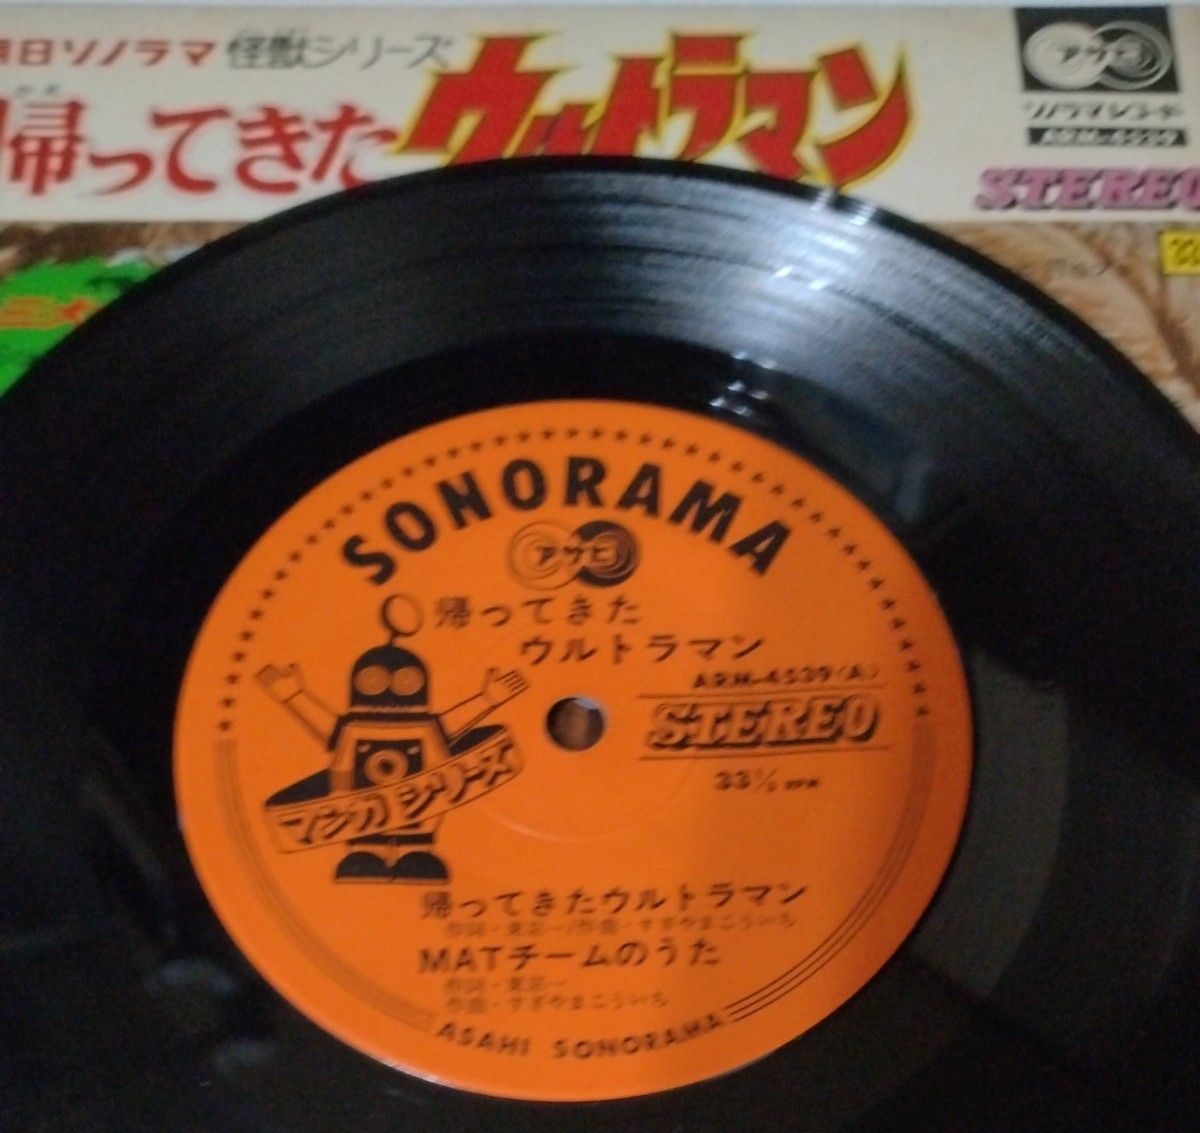 朝日ソノラマ 怪獣シリーズ
帰ってきたウルトラマン
アサヒ
ソノラマレコード
ARM-4539
STEREO
SONORAMA
アサヒ
帰ってきた
ウルトラマン
ARM-4539〈A〉
STEREO
33⅓ RPM
マンガシリーズ
帰ってきたウルトラマン
作詞・東京一/作曲・すぎやまこういち
MATチームのうた
作詞・東京一
作曲・すぎやまこういち
ASAHI SONORAMA